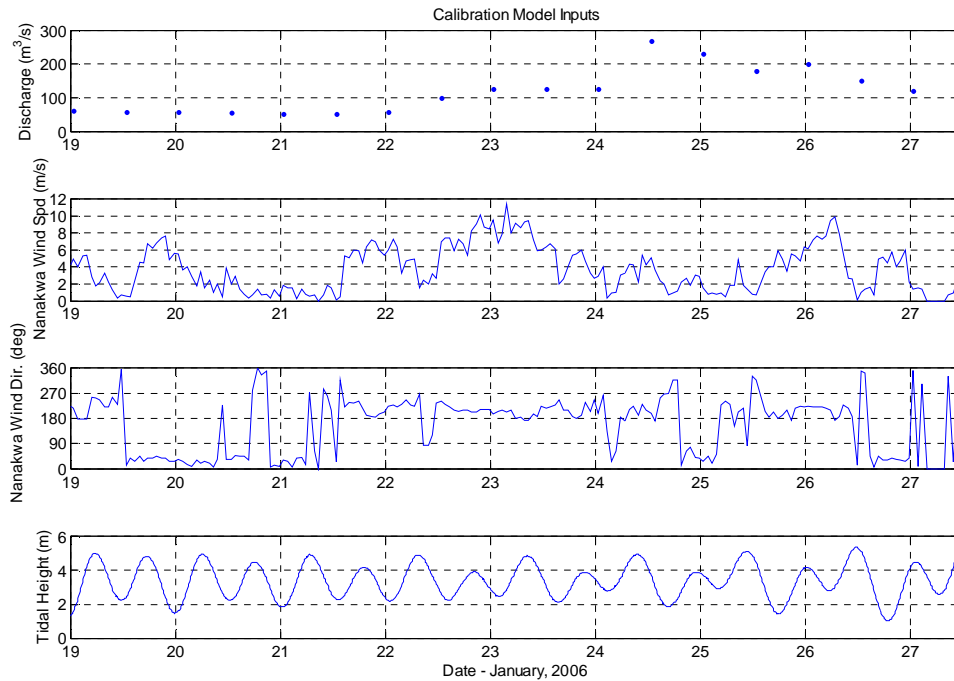 Calibration Model Inputs
Discharge (m³/s)
300
200
100
0
19 20 21 22 23 24 25 26 27
Nanakwa Wind Spd (m/s)
12
10
8
6
4
2
0
19 20 21 22 23 24 25 26 27
Nanakwa Wind Dir. (deg)
360
270
180
90
0
19 20 21 22 23 24 25 26 27
Tidal Height (m)
6
4
2
0
19 20 21 22 23 24 25 26 27
Date - January, 2006